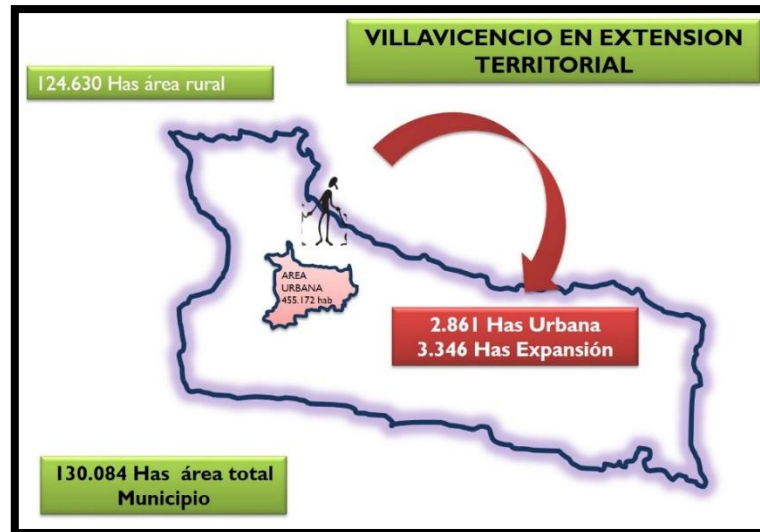 VILLAVICENCIO EN EXTENSION
TERRITORIAL
124.630 Has área rural
AREA
URBANA
455.172 hab
2.861 Has Urbana
3.346 Has Expansión
130.084 Has área total
Municipio